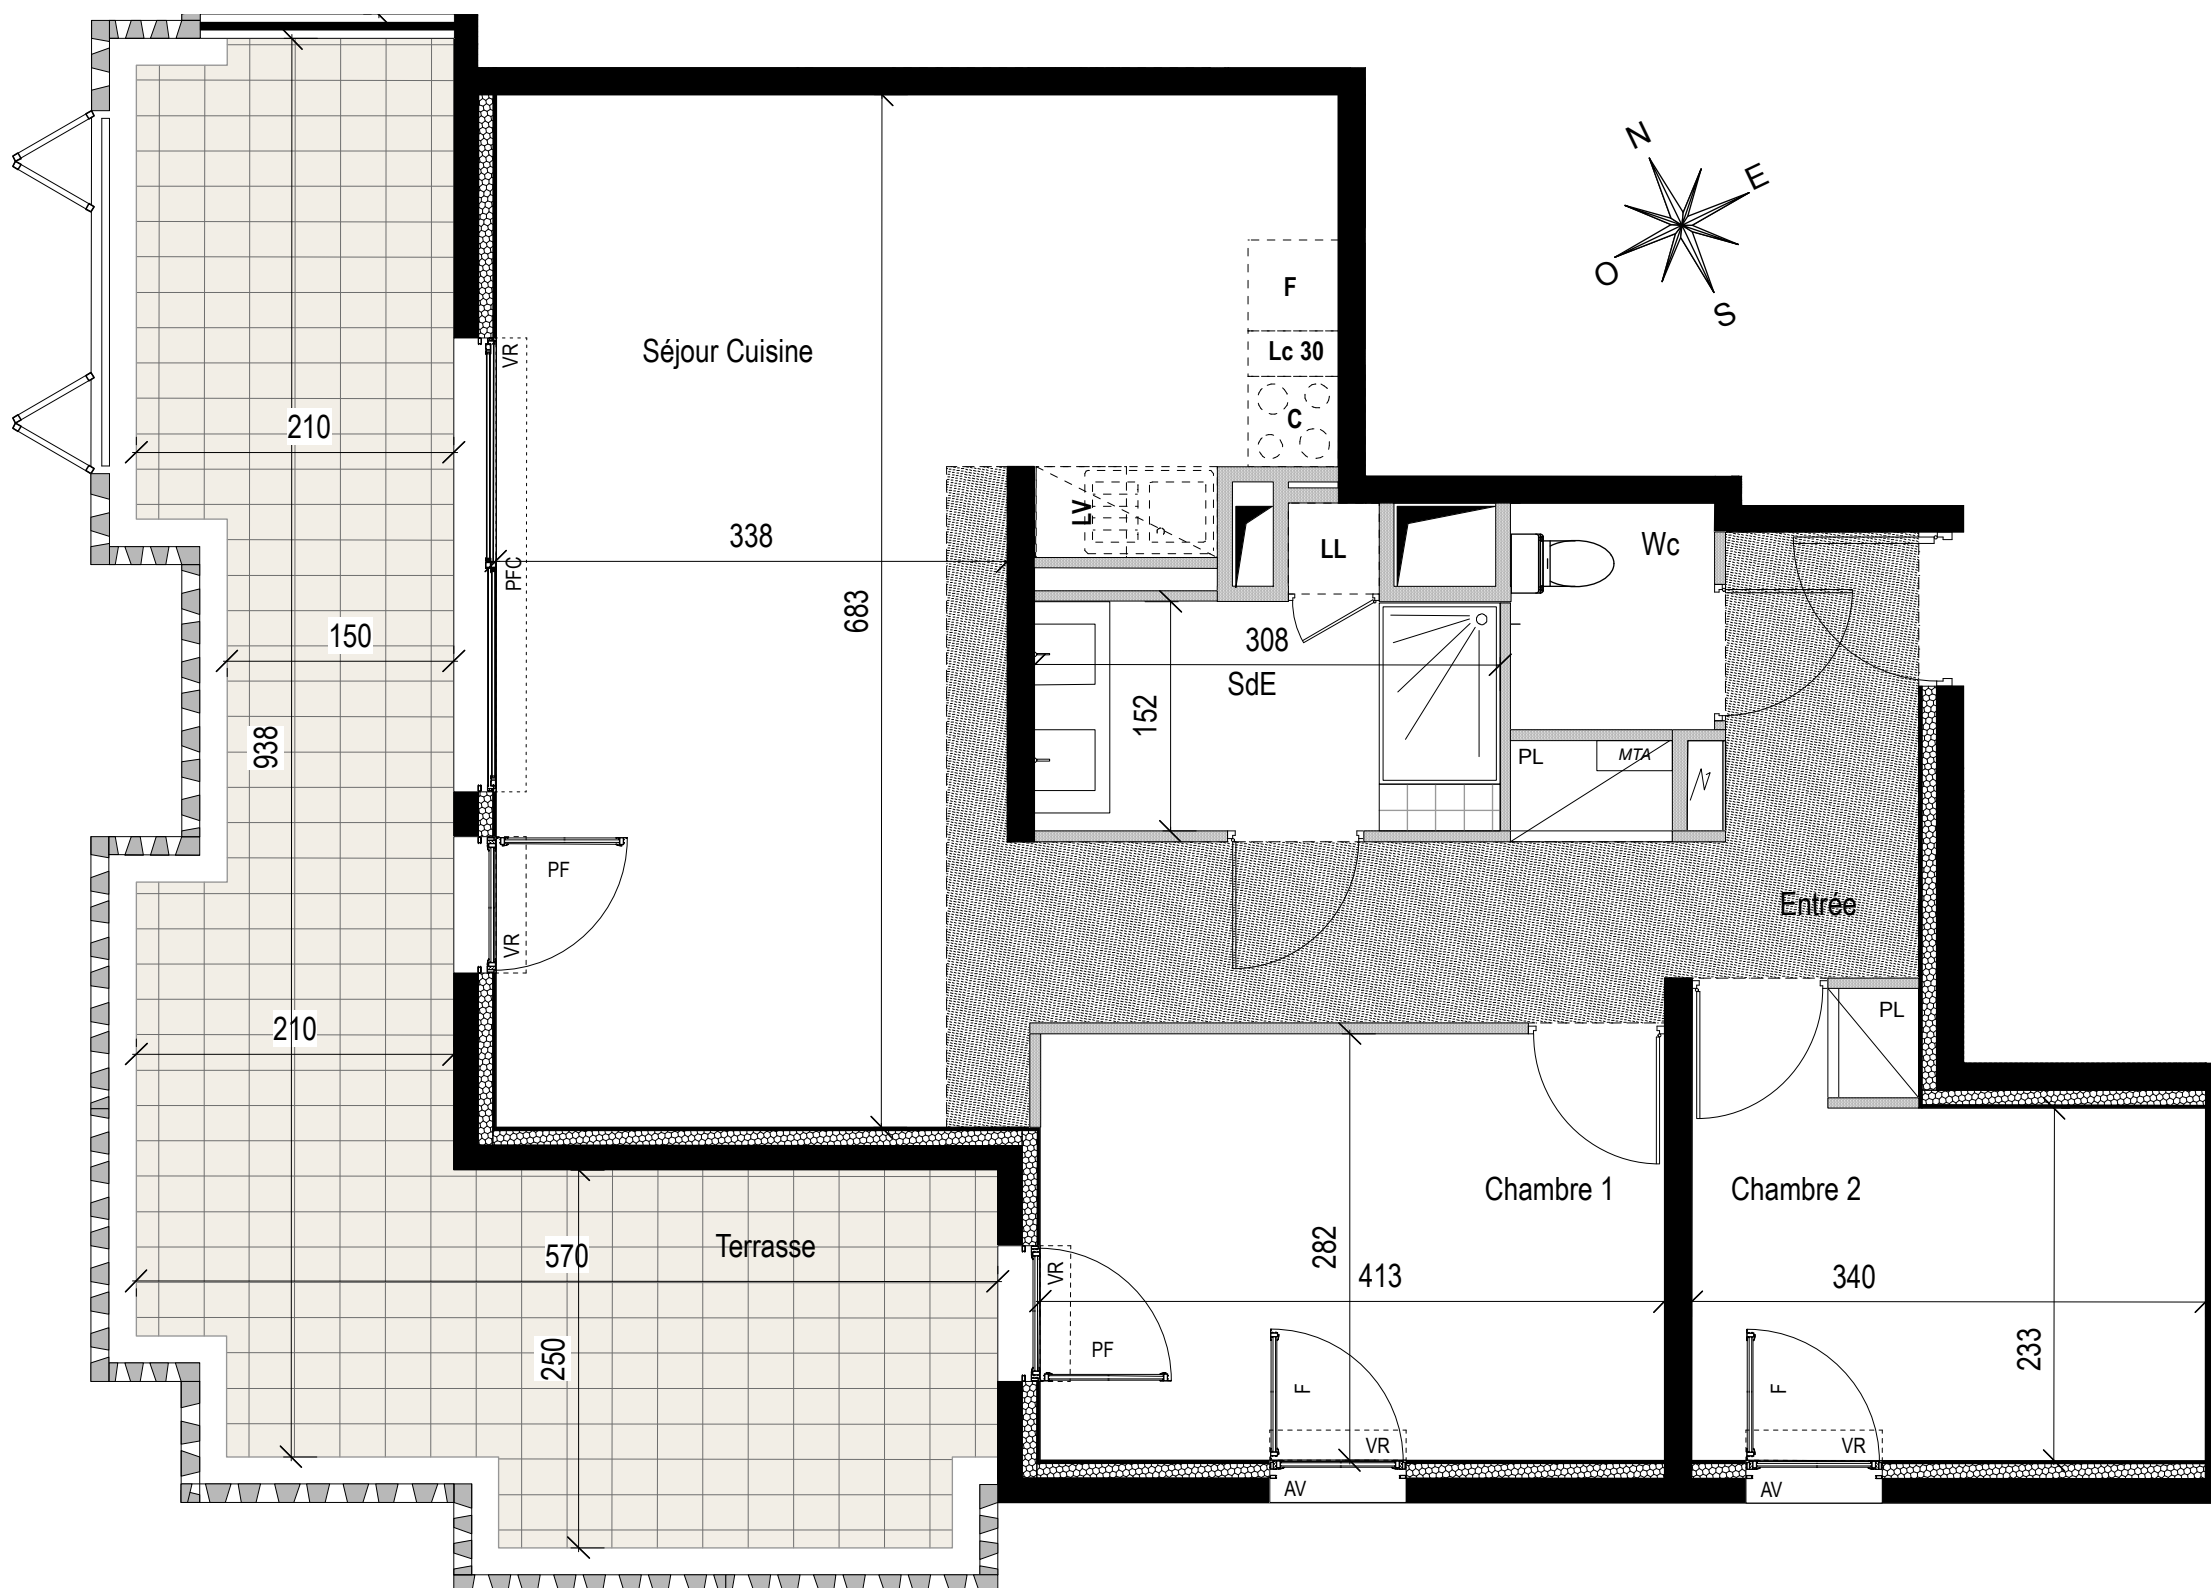 N
E
O
S
F
Lc 30
C
Séjour Cuisine
VR
210
LV
LL
Wc
338
PFC
683
150
308
SdE
152
938
PL
MTA
PF
VR
Entrée
210
PL
Chambre 1
Chambre 2
Terrasse
570
282
413
340
VR
PF
250
233
F
F
VR
VR
AV
AV